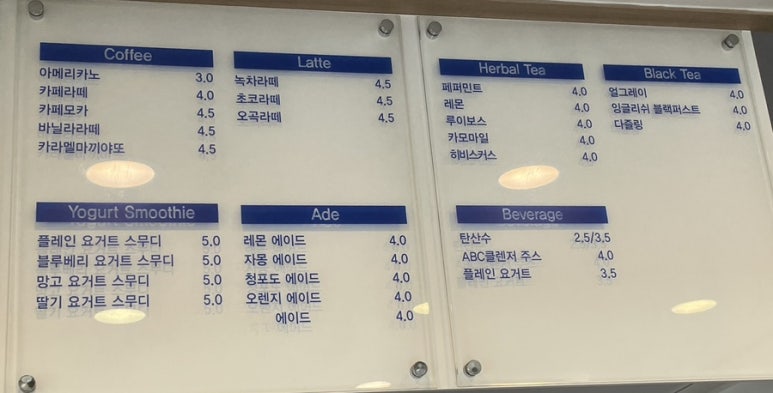 Coffee
아메리카노 3.0
카페라떼 4.0
카페모카 4.5
바닐라라떼 4.5
카라멜마끼야또 4.5
Latte
녹차라떼 4.5
초코라떼 4.5
오곡라떼 4.5
Yogurt Smoothie
플레인 요거트 스무디 5.0
블루베리 요거트 스무디 5.0
망고 요거트 스무디 5.0
딸기 요거트 스무디 5.0
Ade
레몬 에이드 4.0
자몽 에이드 4.0
청포도 에이드 4.0
오렌지 에이드 4.0
에이드 4.0
Herbal Tea
페퍼민트 4.0
레몬 4.0
루이보스 4.0
카모마일 4.0
히비스커스 4.0
Black Tea
얼그레이 4.0
잉글리쉬 블랙퍼스트 4.0
다즐링 4.0
Beverage
탄산수 2,5/3,5
ABC클렌저 주스 4.0
플레인 요거트 3.5